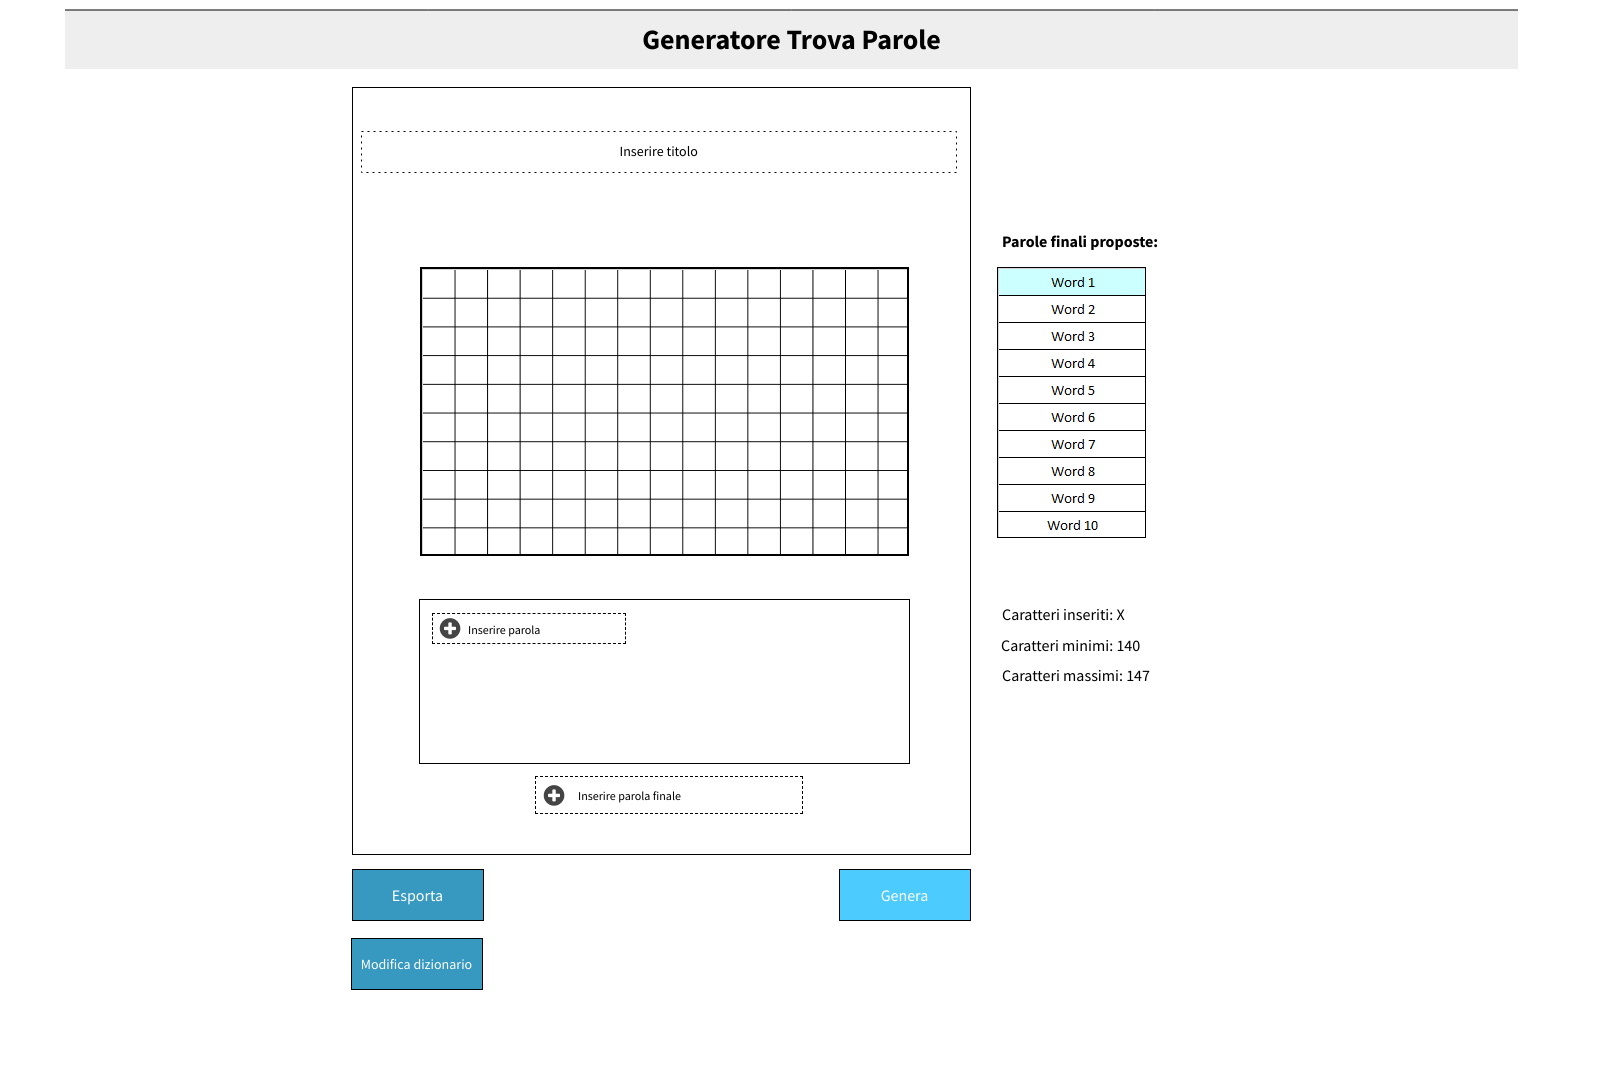 Generatore Trova Parole
Inserire titolo
Parole finali proposte:
Word 1
Word 2
Word 3
Word 4
Word 5
Word 6
Word 7
Word 8
Word 9
Word 10
Inserire parola
Caratteri inseriti: X
Caratteri minimi: 140
Caratteri massimi: 147
Inserire parola finale
Esporta
Genera
Modifica dizionario